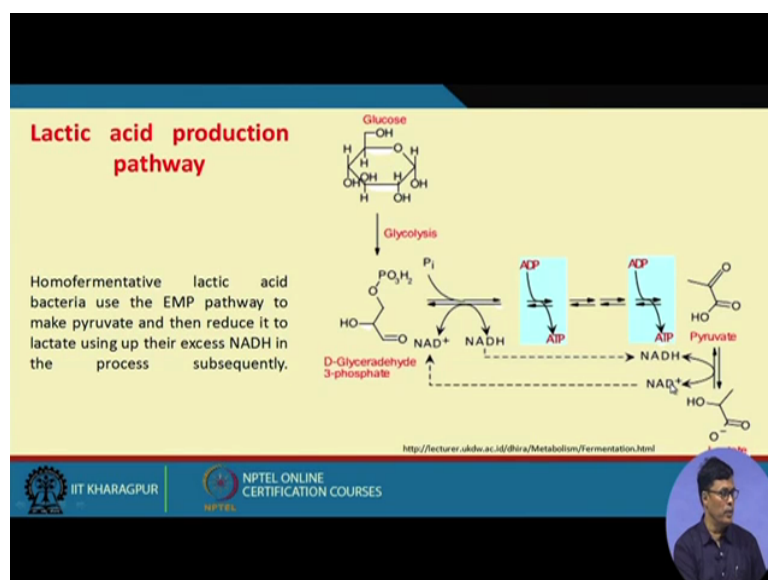 Lactic acid production
pathway
Homofermentative lactic acid
bacteria use the EMP pathway to
make pyruvate and then reduce it to
lactate using up their excess NADH in
the process subsequently.
Glucose
OH
H
O
H
H
OH
OH
H
OH
H
OH
Glycolysis
PO₃H₂
O
HO
O
D-Glyceradehyde
3-phosphate
Pi
NAD⁺
NADH
ADP
ATP
ADP
ATP
O
HO
O
Pyruvate
NADH
NAD⁺
HO
O⁻
O
http://lecturer.ukdw.ac.id/dhira/Metabolism/Fermentation.html
IIT KHARAGPUR
NPTEL
NPTEL ONLINE
CERTIFICATION COURSES